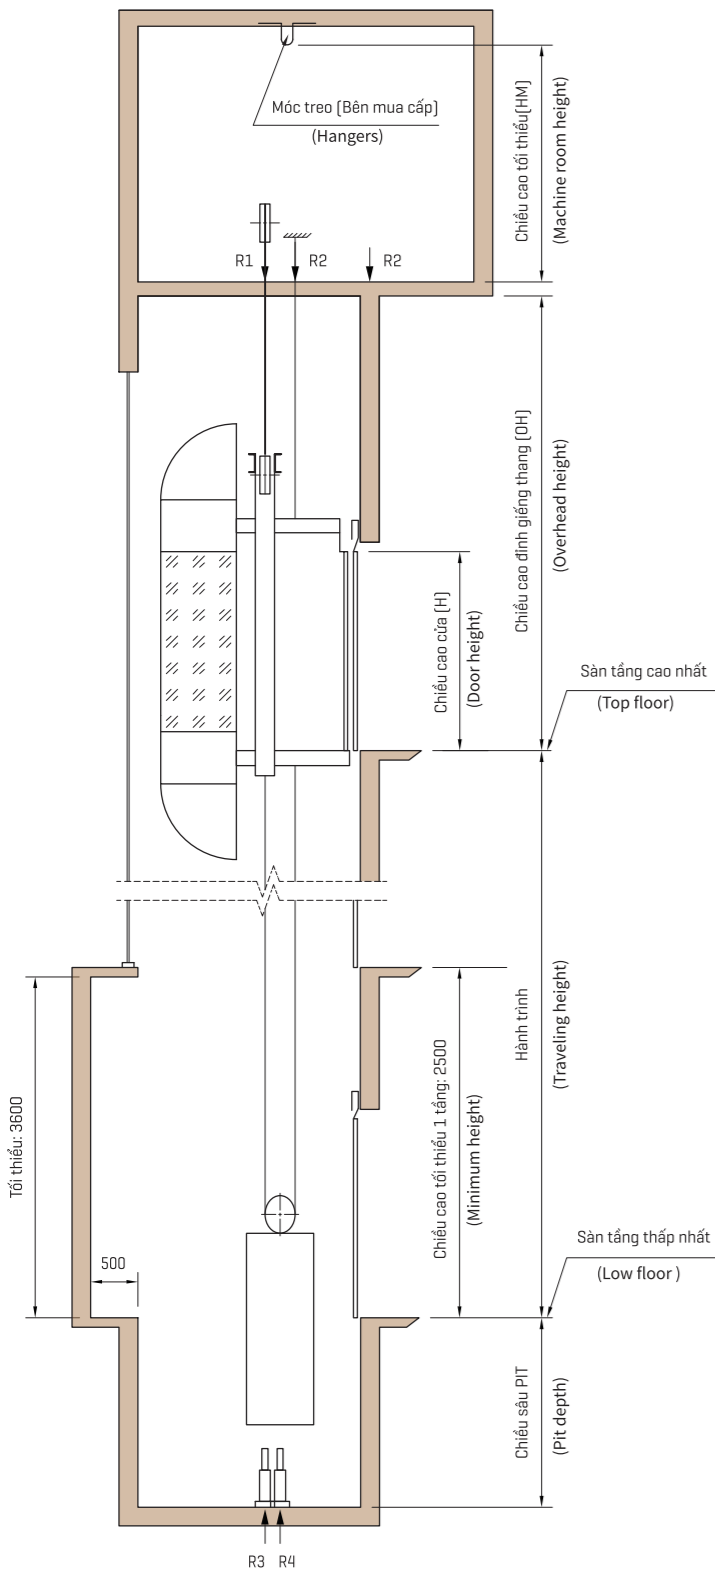 Móc treo [Bên mua cấp]
(Hangers)
Chiều cao tối thiểu[HM]
(Machine room height)
R1
R2
R2
Chiều cao đỉnh giếng thang [OH]
(Overhead height)
Chiều cao cửa [H]
(Door height)
Sàn tầng cao nhất
(Top floor)
Hành trình
(Traveling height)
Tối thiểu: 3600
Chiều cao tối thiểu 1 tầng: 2500
(Minimum height)
500
Sàn tầng thấp nhất
(Low floor )
Chiều sâu PIT
(Pit depth)
R3
R4